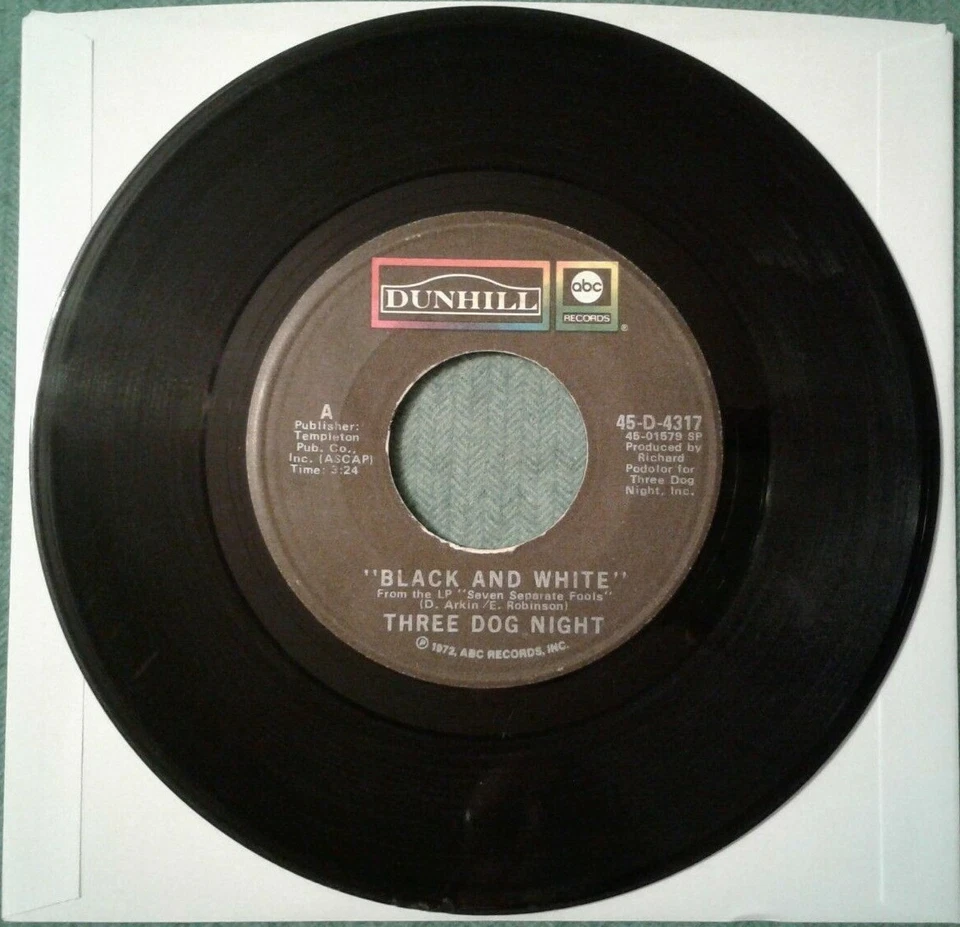 DUNHILL
abc
RECORDS
®
A
Publisher:
Templeton
Pub. Co.,
Inc. (ASCAP)
Time: 3:24
45-D-4317
45-01579 SP
Produced by
Richard
Podolor for
Three Dog
Night, Inc.
"BLACK AND WHITE"
From the LP "Seven Separate Fools"
(D. Arkin/E. Robinson)
THREE DOG NIGHT
℗ 1972, ABC RECORDS, INC.